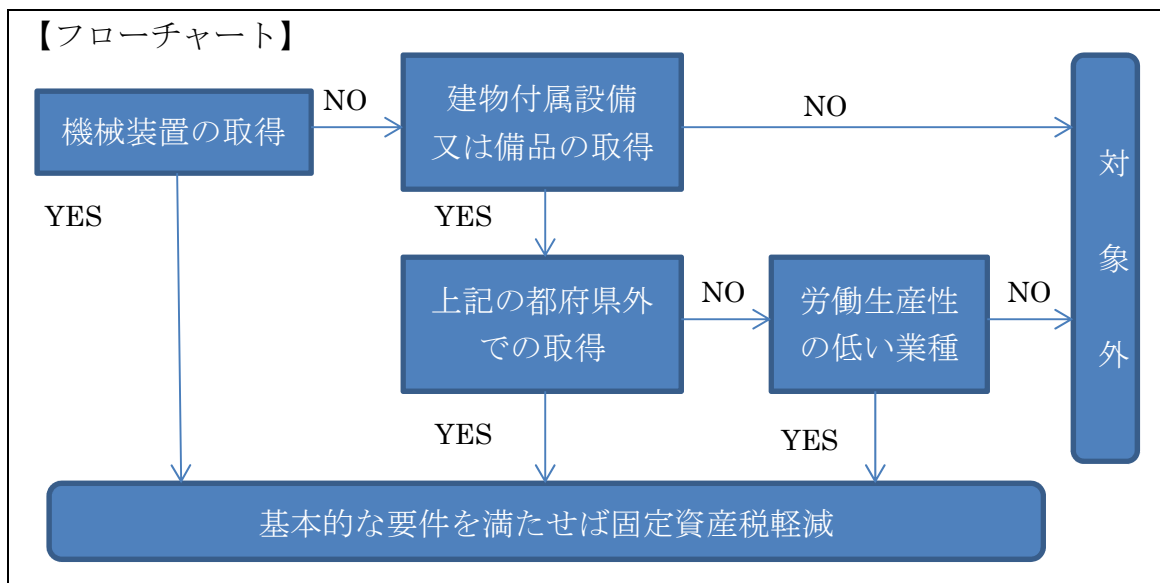 【フローチャート】
機械装置の取得
NO
建物付属設備
又は備品の取得
NO
対象外
YES
YES
上記の都府県外
での取得
NO
労働生産性
の低い業種
NO
YES
YES
基本的な要件を満たせば固定資産税軽減